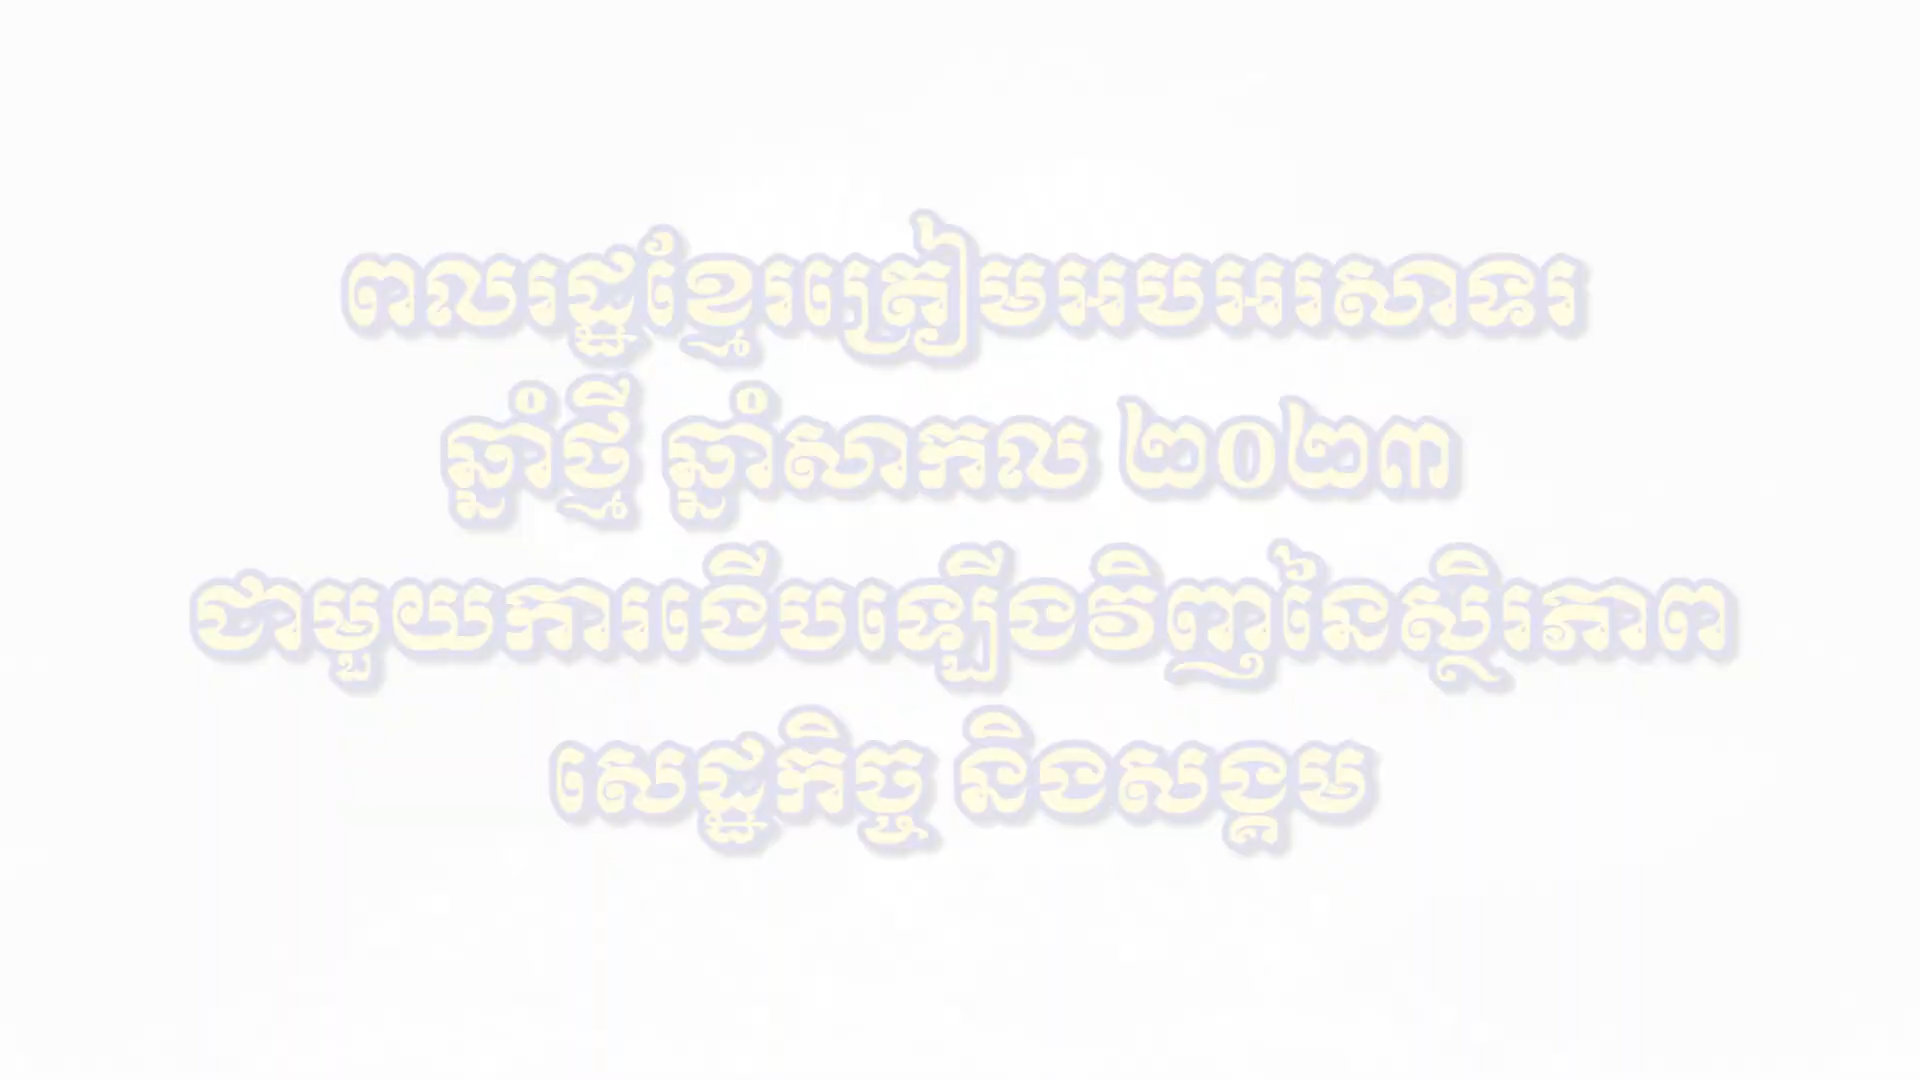 ពលរដ្ឋខ្មែរត្រៀមអបអរសាទរ
ឆ្នាំថ្មី ឆ្នាំសាកល ២០២៣
ជាមួយការងើបឡើងវិញនៃស្ថិរភាព
សេដ្ឋកិច្ច និងសង្គម